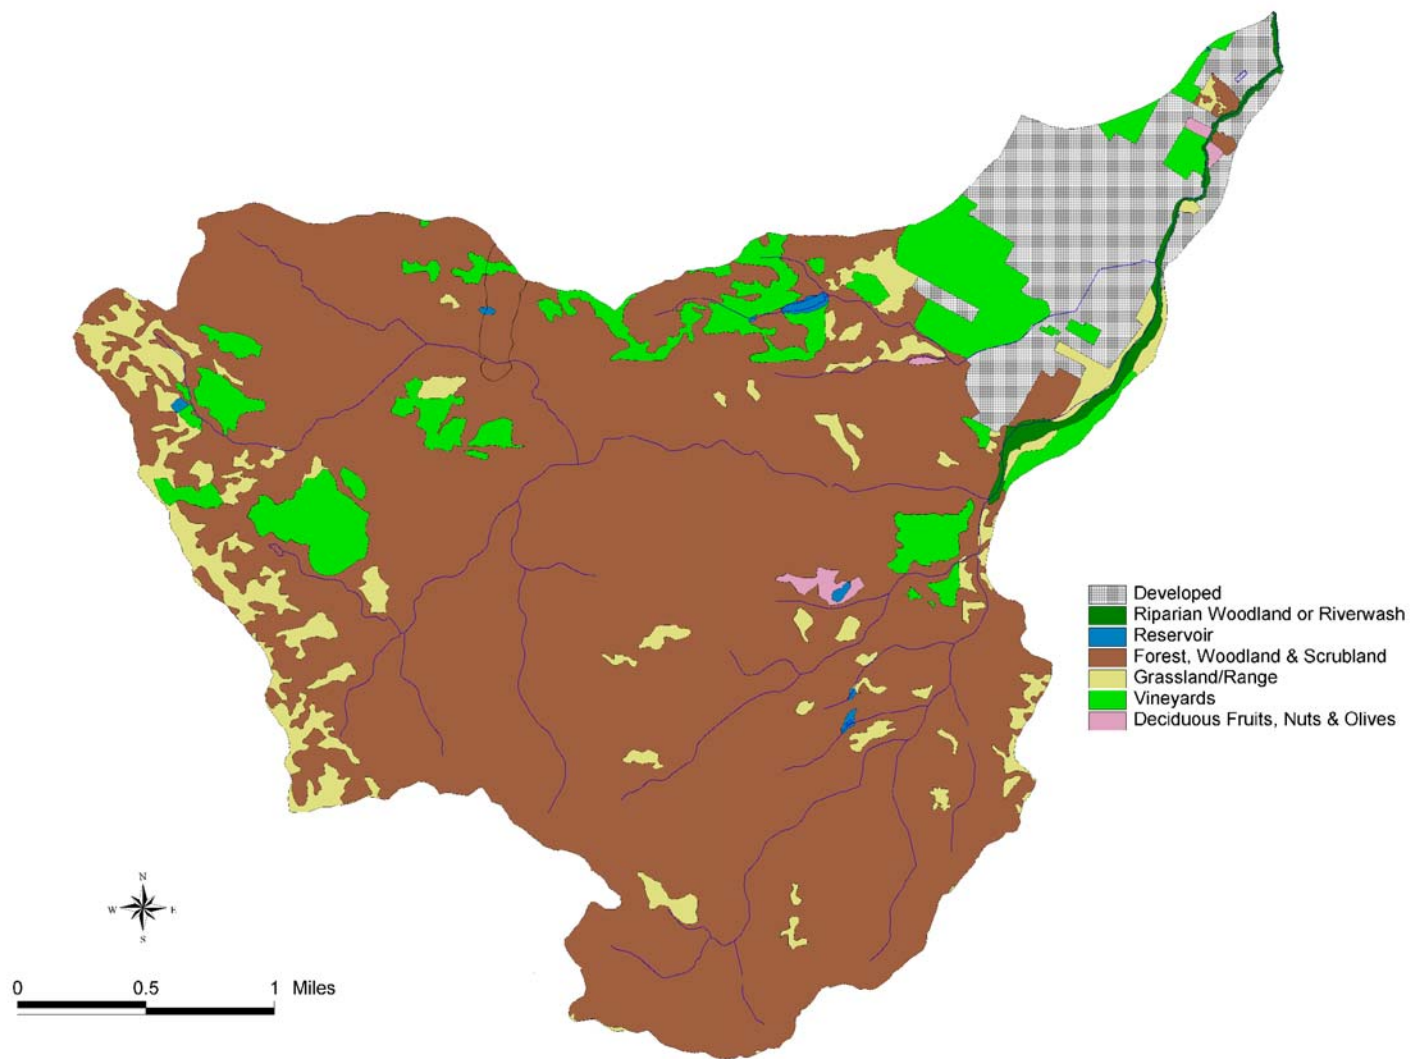 Developed
Riparian Woodland or Riverwash
Reservoir
Forest, Woodland & Scrubland
Grassland/Range
Vineyards
Deciduous Fruits, Nuts & Olives
N
W E
S
0 0.5 1 Miles